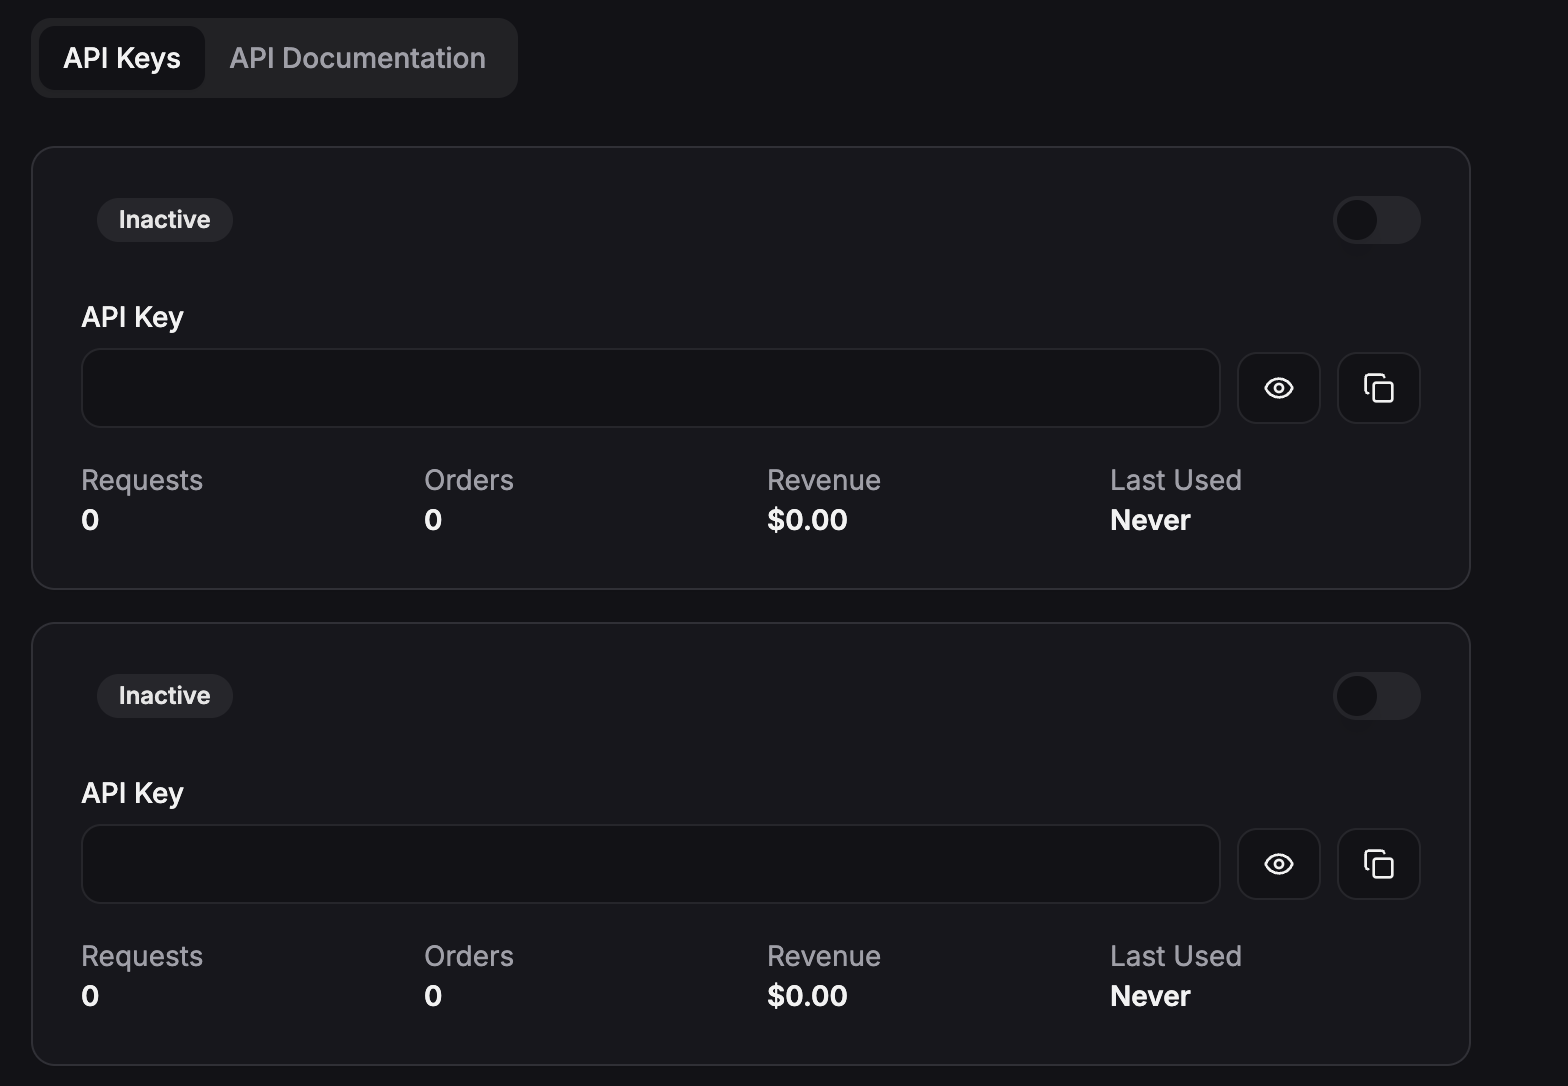 API Keys API Documentation
Inactive
API Key
Requests Orders Revenue Last Used
0 0 $0.00 Never
Inactive
API Key
Requests Orders Revenue Last Used
0 0 $0.00 Never